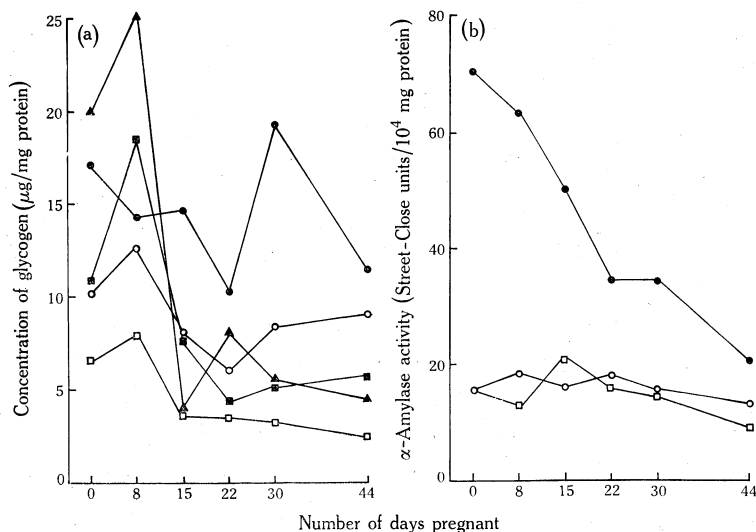 (a)
Concentration of glycogen (μg/mg protein)
25
20
15
10
5
0
0 8 15 22 30 44
(b)
α-Amylase activity (Street-Close units/10⁴ mg protein)
80
60
40
20
0
0 8 15 22 30 44
Number of days pregnant